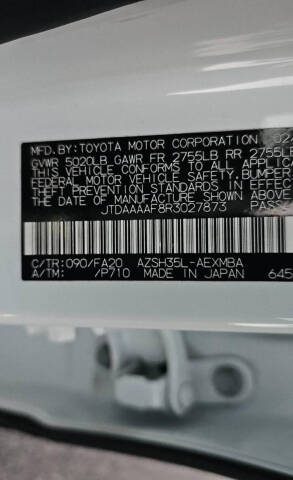 MFD.BY:TOYOTA MOTOR CORPORATION
GVWR 5020LB GAWR FR 2755LB RR 2755LB
THIS VEHICLE CONFORMS TO ALL APPLICA
FEDERAL MOTOR VEHICLE SAFETY, BUMPER
THEFT PREVENTION STANDARDS IN EFFE
THE DATE OF MANUFACTURE SHOWN ABOVE
JTDAAAAF8R3027873 PASS
C/TR:090/FA20 AZSH35L-AEXMBA
A/TM: /P710 MADE IN JAPAN 645